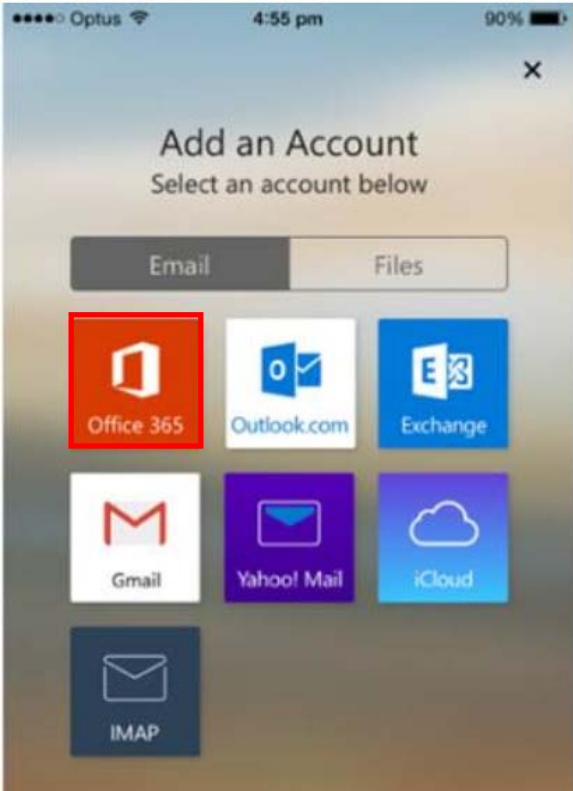 Optus 4:55 pm 90%
×
Add an Account
Select an account below
Email Files
Office 365 Outlook.com Exchange
Gmail Yahoo! Mail iCloud
IMAP